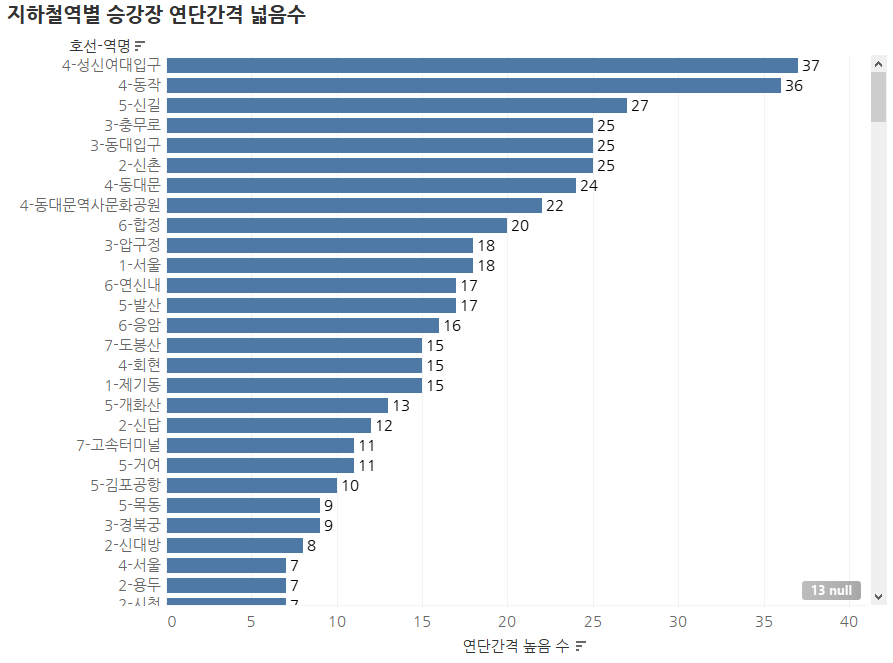 지하철역별 승강장 연단간격 넓음수
호선-역명
4-성신여대입구 37
4-동작 36
5-신길 27
3-충무로 25
3-동대입구 25
2-신촌 25
4-동대문 24
4-동대문역사문화공원 22
6-합정 20
3-압구정 18
1-서울 18
6-연신내 17
5-발산 17
6-응암 16
7-도봉산 15
4-회현 15
1-제기동 15
5-개화산 13
2-신답 12
7-고속터미널 11
5-거여 11
5-김포공항 10
5-목동 9
3-경복궁 9
2-신대방 8
4-서울 7
2-용두 7
2-시청 7
13 null
0 5 10 15 20 25 30 35 40
연단간격 높음 수